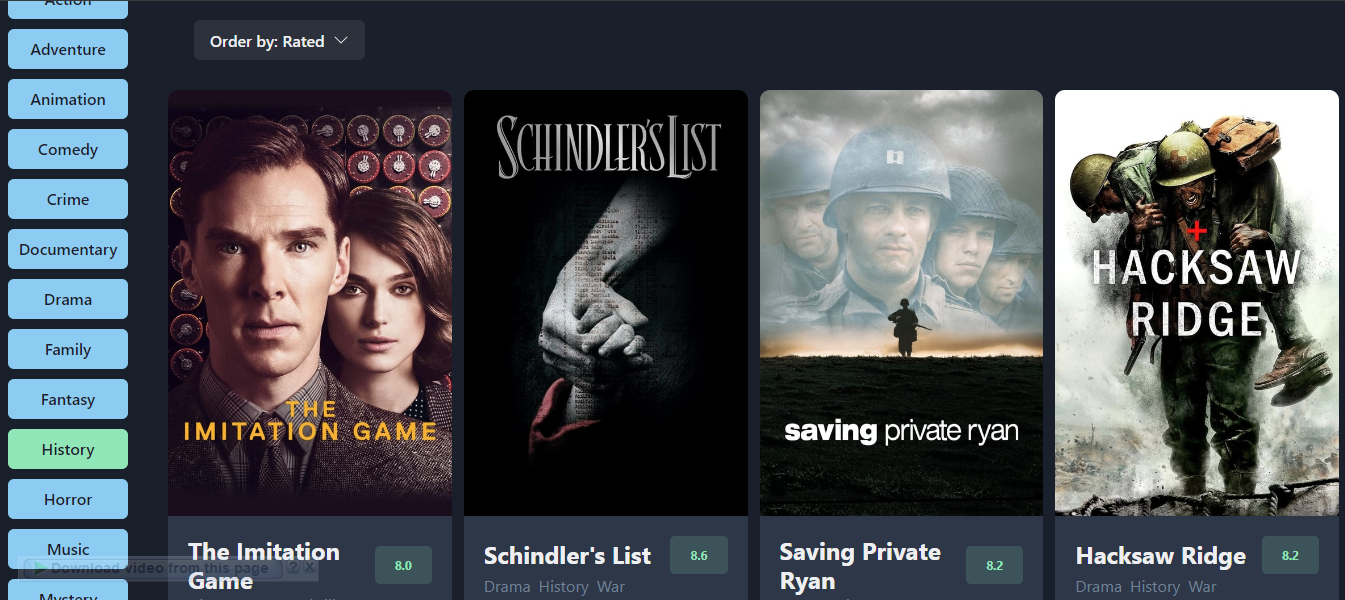 Action
Adventure
Animation
Comedy
Crime
Documentary
Drama
Family
Fantasy
History
Horror
Music
Mystery
Download video from this page ? X
Order by: Rated
THE
IMITATION GAME
The Imitation
Game
8.0
SCHINDLER'S LIST
Schindler's List
8.6
Drama History War
saving private ryan
Saving Private
Ryan
8.2
HACKSAW
RIDGE
Hacksaw Ridge
8.2
Drama History War